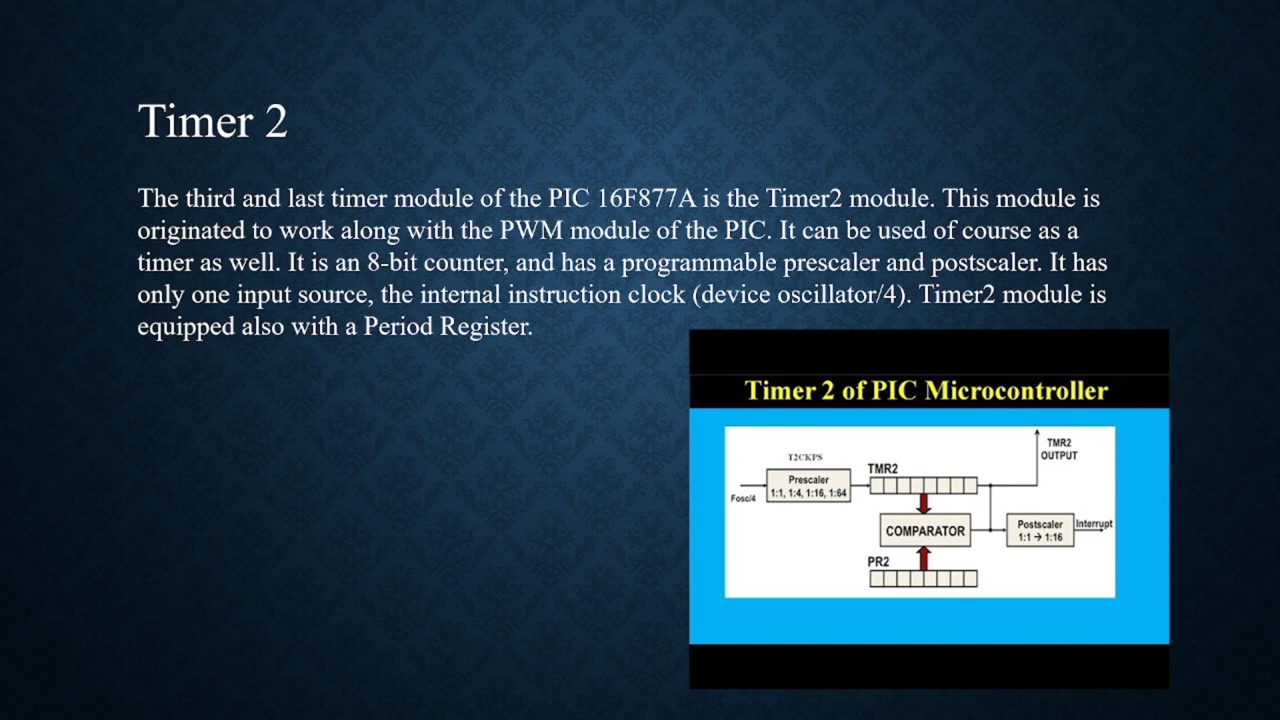 Timer 2
The third and last timer module of the PIC 16F877A is the Timer2 module. This module is
originated to work along with the PWM module of the PIC. It can be used of course as a
timer as well. It is an 8-bit counter, and has a programmable prescaler and postscaler. It has
only one input source, the internal instruction clock (device oscillator/4). Timer2 module is
equipped also with a Period Register.
Timer 2 of PIC Microcontroller
TMR2
OUTPUT
T2CKPS
TMR2
Prescaler
1:1, 1:4, 1:16, 1:64
Fosc/4
COMPARATOR
Postscaler
1:1 → 1:16
Interrupt
PR2